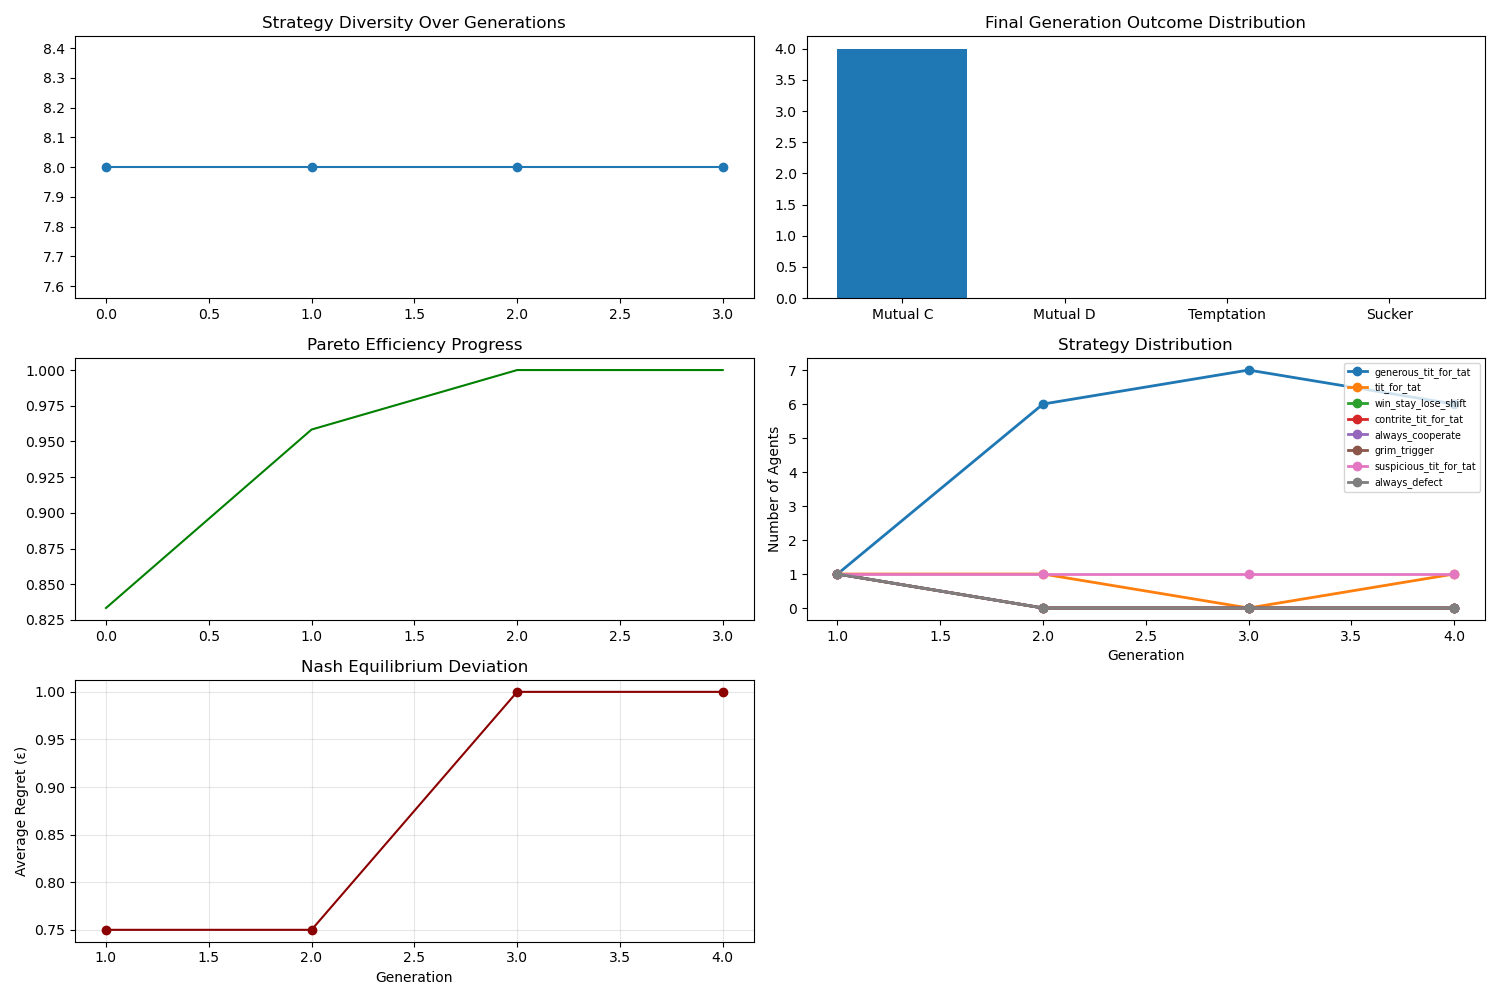 Strategy Diversity Over Generations
8.4
8.3
8.2
8.1
8.0
7.9
7.8
7.7
7.6
0.0 0.5 1.0 1.5 2.0 2.5 3.0
Final Generation Outcome Distribution
4.0
3.5
3.0
2.5
2.0
1.5
1.0
0.5
0.0
Mutual C Mutual D Temptation Sucker
Pareto Efficiency Progress
1.000
0.975
0.950
0.925
0.900
0.875
0.850
0.825
0.0 0.5 1.0 1.5 2.0 2.5 3.0
Strategy Distribution
Number of Agents
7
6
5
4
3
2
1
0
generous_tit_for_tat
tit_for_tat
win_stay_lose_shift
contrite_tit_for_tat
always_cooperate
grim_trigger
suspicious_tit_for_tat
always_defect
1.0 1.5 2.0 2.5 3.0 3.5 4.0
Generation
Nash Equilibrium Deviation
Average Regret (ε)
1.00
0.95
0.90
0.85
0.80
0.75
1.0 1.5 2.0 2.5 3.0 3.5 4.0
Generation